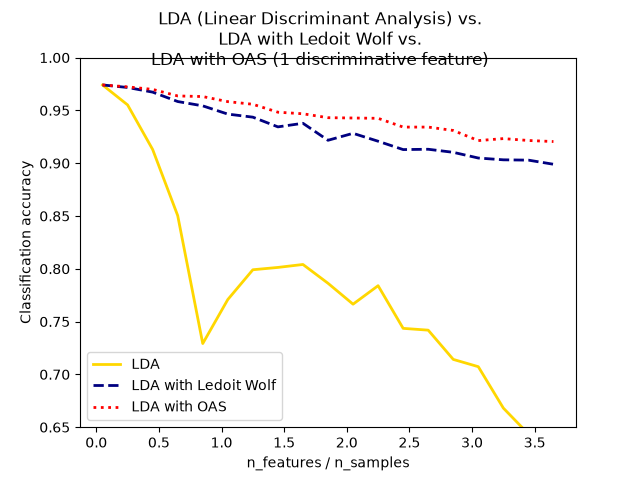 LDA (Linear Discriminant Analysis) vs.
LDA with Ledoit Wolf vs.
LDA with OAS (1 discriminative feature)
1.00
0.95
0.90
0.85
0.80
0.75
0.70
0.65
Classification accuracy
LDA
LDA with Ledoit Wolf
LDA with OAS
0.0 0.5 1.0 1.5 2.0 2.5 3.0 3.5
n_features / n_samples